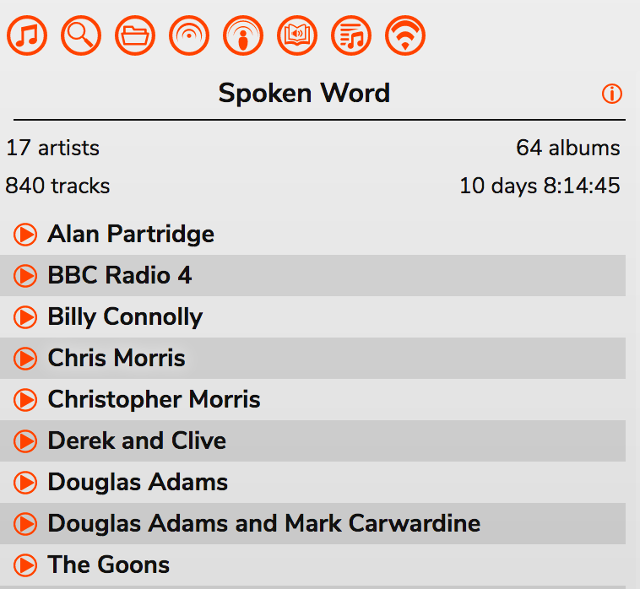 Spoken Word
17 artists 64 albums
840 tracks 10 days 8:14:45
Alan Partridge
BBC Radio 4
Billy Connolly
Chris Morris
Christopher Morris
Derek and Clive
Douglas Adams
Douglas Adams and Mark Carwardine
The Goons